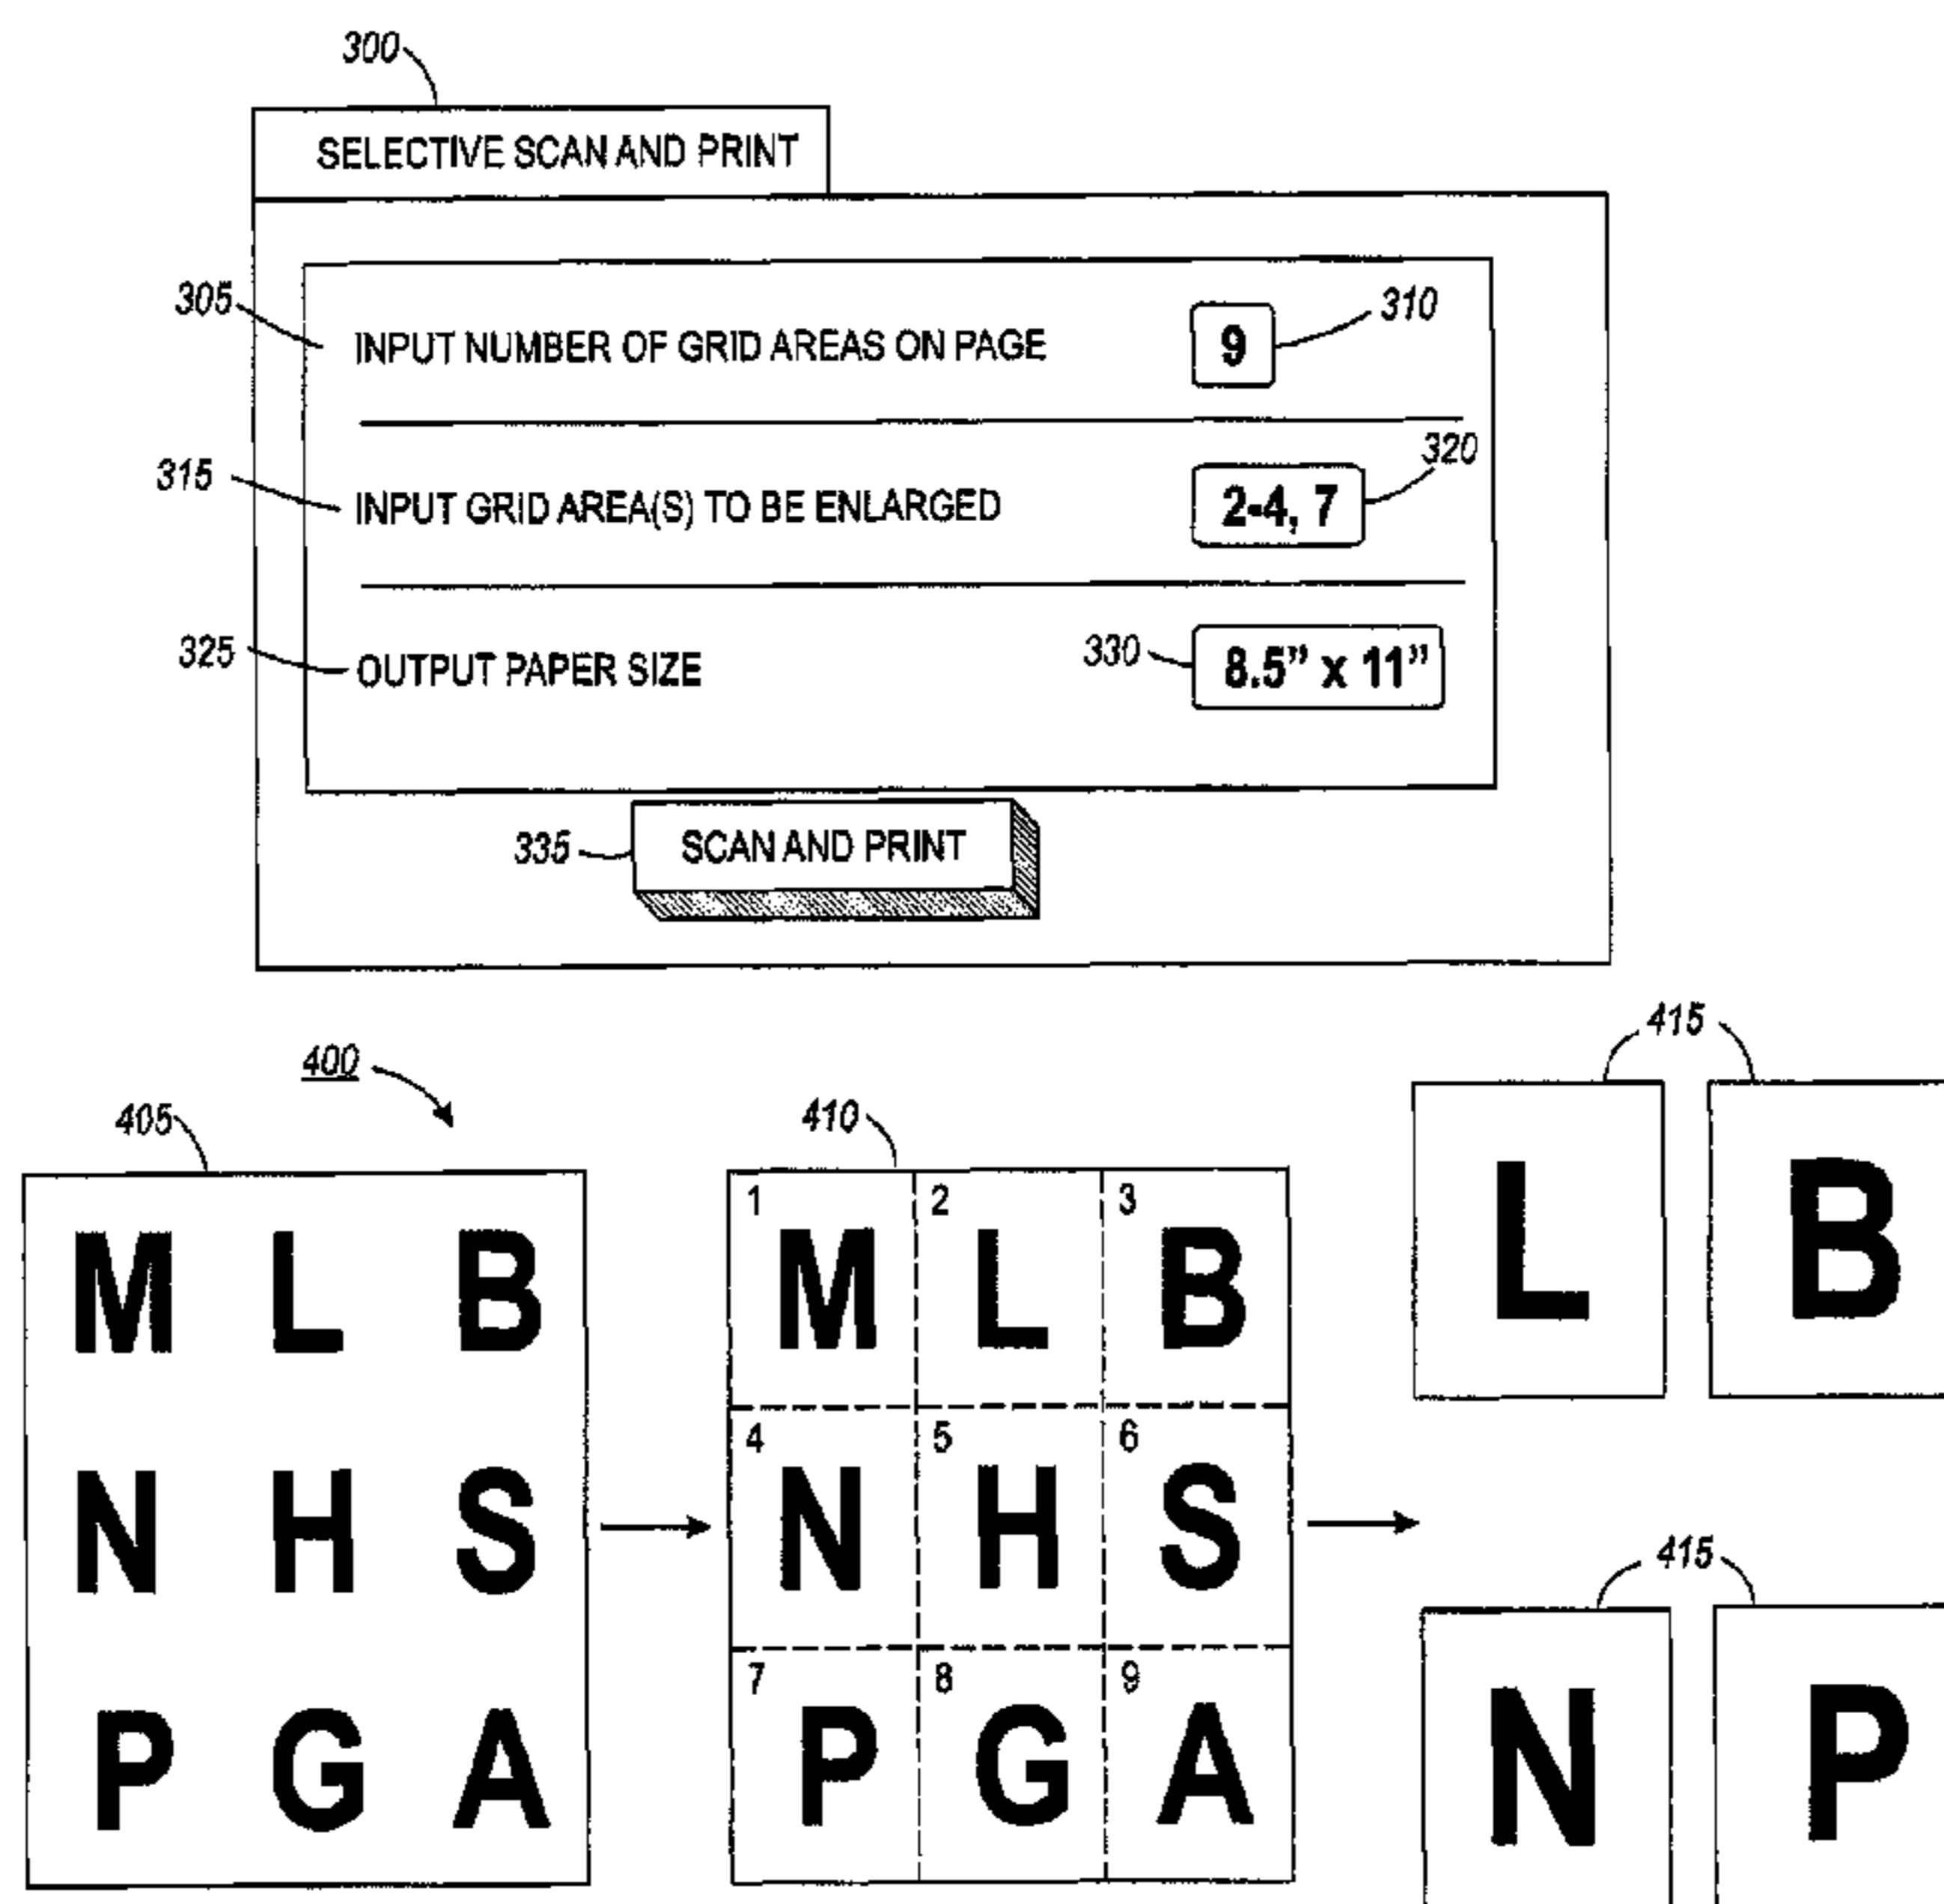 300
SELECTIVE SCAN AND PRINT
305 INPUT NUMBER OF GRID AREAS ON PAGE 9 310
315 INPUT GRID AREA(S) TO BE ENLARGED 2-4, 7 320
325 OUTPUT PAPER SIZE 330 8.5” x 11”
335 SCAN AND PRINT
400
405
M L B
N H S
P G A
410
1 2 3
M L B
4 5 6
N H S
7 8 9
P G A
415
L B
415
N P